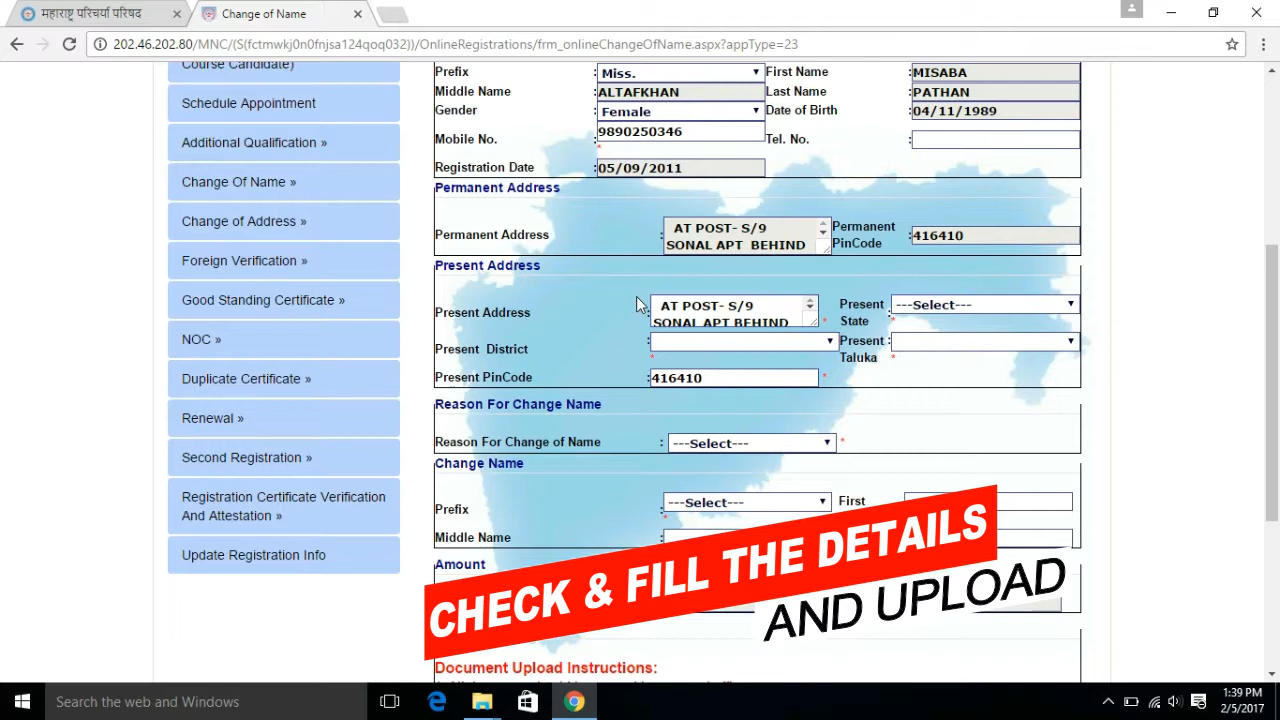 महाराष्ट्र परिचर्या परिषद
Change of Name
202.46.202.80/MNC/(S(fctmwkj0n0fnjsa124qoq032))/OnlineRegistrations/frm_onlineChangeOfName.aspx?appType=23
Course Candidate)
Schedule Appointment
Additional Qualification »
Change Of Name »
Change of Address »
Foreign Verification »
Good Standing Certificate »
NOC »
Duplicate Certificate »
Renewal »
Second Registration »
Registration Certificate Verification
And Attestation »
Update Registration Info
Prefix : Miss. First Name : MISABA
Middle Name : ALTAFKHAN Last Name : PATHAN
Gender : Female Date of Birth : 04/11/1989
Mobile No. : 9890250346 * Tel. No. :
Registration Date : 05/09/2011
Permanent Address
Permanent Address : AT POST- S/9 SONAL APT BEHIND Permanent PinCode : 416410
Present Address
Present Address : AT POST- S/9 SONAL APT BEHIND * Present State : ---Select--- *
Present District : * Present Taluka : *
Present PinCode : 416410 *
Reason For Change Name
Reason For Change of Name : ---Select--- *
Change Name
Prefix : ---Select--- * First
Middle Name
Amount
CHECK & FILL THE DETAILS
AND UPLOAD
Document Upload Instructions:
Search the web and Windows
1:39 PM
2/5/2017